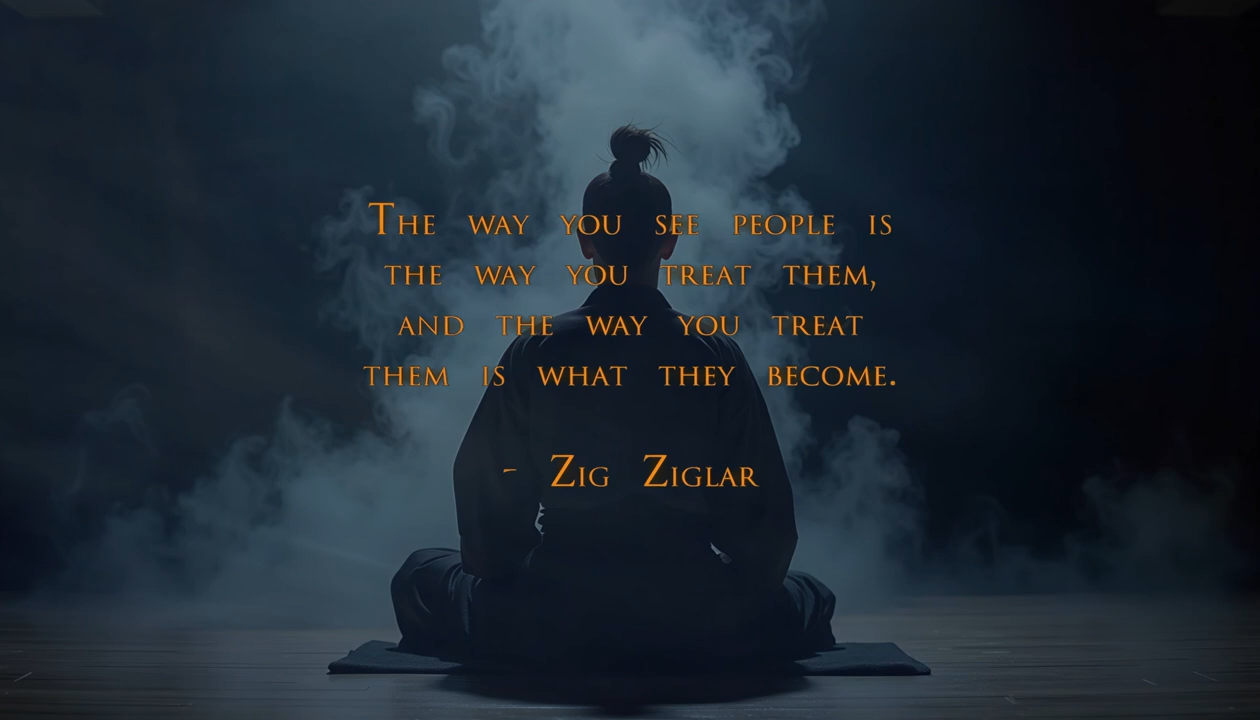 The way you see people is
the way you treat them,
and the way you treat
them is what they become.
- Zig Ziglar